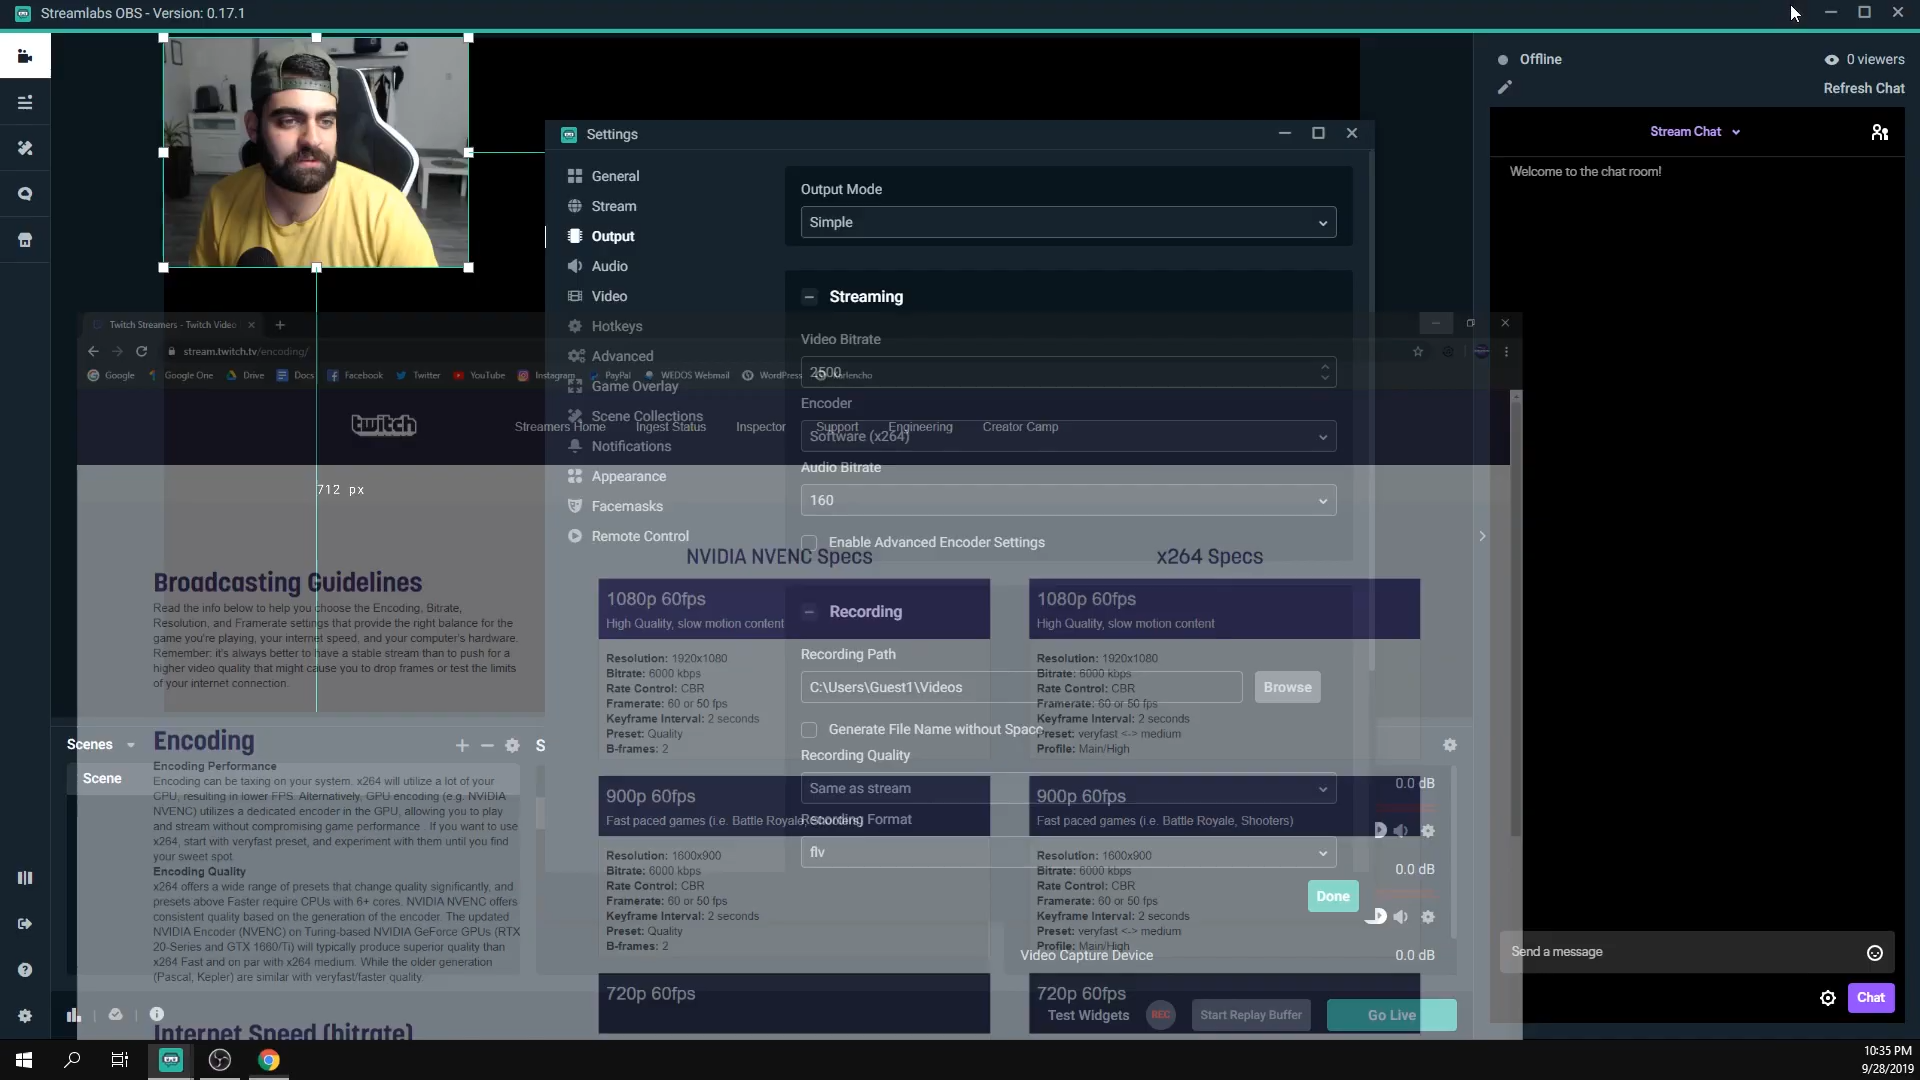 Streamlabs OBS - Version: 0.17.1
Offline
0 viewers
Refresh Chat
Stream Chat
Welcome to the chat room!
Settings
General
Stream
Output
Audio
Video
Hotkeys
Advanced
Game Overlay
Scene Collections
Notifications
Appearance
Facemasks
Remote Control
Output Mode
Simple
Streaming
Video Bitrate
2500
Encoder
Software (x264)
Audio Bitrate
160
Enable Advanced Encoder Settings
Recording
Recording Path
C:\Users\Guest1\Videos
Browse
Generate File Name without Space
Recording Quality
Same as stream
Recording Format
flv
Done
Twitch Streamers - Twitch Video
stream.twitch.tv/encoding/
Google
Google One
Drive
Docs
Facebook
Twitter
YouTube
Instagram
PayPal
WEDOS Webmail
WordPress
twitch
Streamers Home
Ingest Status
Inspector
Support
Engineering
Creator Camp
712 px
Broadcasting Guidelines
Read the info below to help you choose the Encoding, Bitrate,
Resolution, and Framerate settings that provide the right balance for the
game you're playing, your internet speed, and your computer's hardware.
Remember: it's always better to have a stable stream than to push for a
higher video quality that might cause you to drop frames or test the limits
of your internet connection.
Encoding
Encoding Performance
Encoding can be taxing on your system. x264 will utilize a lot of your
CPU, resulting in lower FPS. Alternatively, GPU encoding (e.g. NVIDIA
NVENC) utilizes a dedicated encoder in the GPU, allowing you to play
and stream without compromising game performance . If you want to use
x264, start with veryfast preset, and experiment with them until you find
your sweet spot.
Encoding Quality
x264 offers a wide range of presets that change quality significantly, and
presets above Faster require CPUs with 6+ cores. NVIDIA NVENC offers
consistent quality based on the generation of the encoder. The updated
NVIDIA Encoder (NVENC) on Turing-based NVIDIA GeForce GPUs (RTX
20-Series and GTX 1660/Ti) will typically produce superior quality than
x264 Fast and on par with x264 medium. While the older generation
(Pascal, Kepler) are similar with veryfast/faster quality.
Internet Speed (bitrate)
NVIDIA NVENC Specs
1080p 60fps
High Quality, slow motion content
Resolution: 1920x1080
Bitrate: 6000 kbps
Rate Control: CBR
Framerate: 60 or 50 fps
Keyframe Interval: 2 seconds
Preset: Quality
B-frames: 2
900p 60fps
Fast paced games (i.e. Battle Royale, Shooters)
Resolution: 1600x900
Bitrate: 6000 kbps
Rate Control: CBR
Framerate: 60 or 50 fps
Keyframe Interval: 2 seconds
Preset: Quality
B-frames: 2
720p 60fps
x264 Specs
1080p 60fps
High Quality, slow motion content
Resolution: 1920x1080
Bitrate: 6000 kbps
Rate Control: CBR
Framerate: 60 or 50 fps
Keyframe Interval: 2 seconds
Preset: veryfast <-> medium
Profile: Main/High
900p 60fps
Fast paced games (i.e. Battle Royale, Shooters)
Resolution: 1600x900
Bitrate: 6000 kbps
Rate Control: CBR
Framerate: 60 or 50 fps
Keyframe Interval: 2 seconds
Preset: veryfast <-> medium
Profile: Main/High
720p 60fps
Scenes
Scene
S
0.0 dB
0.0 dB
Video Capture Device
0.0 dB
Test Widgets
REC
Start Replay Buffer
Go Live
Send a message
Chat
10:35 PM
9/28/2019